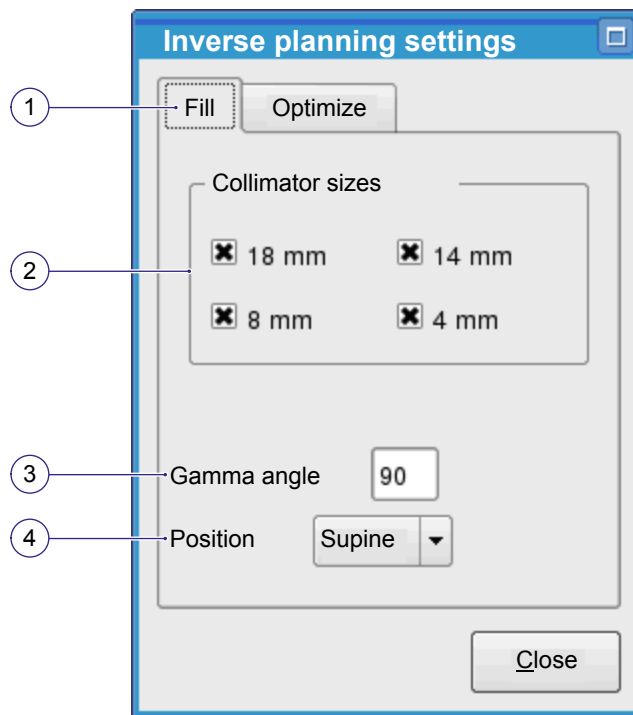 Inverse planning settings
1
Fill
Optimize
Collimator sizes
2
18 mm
14 mm
8 mm
4 mm
3
Gamma angle
90
4
Position
Supine
Close